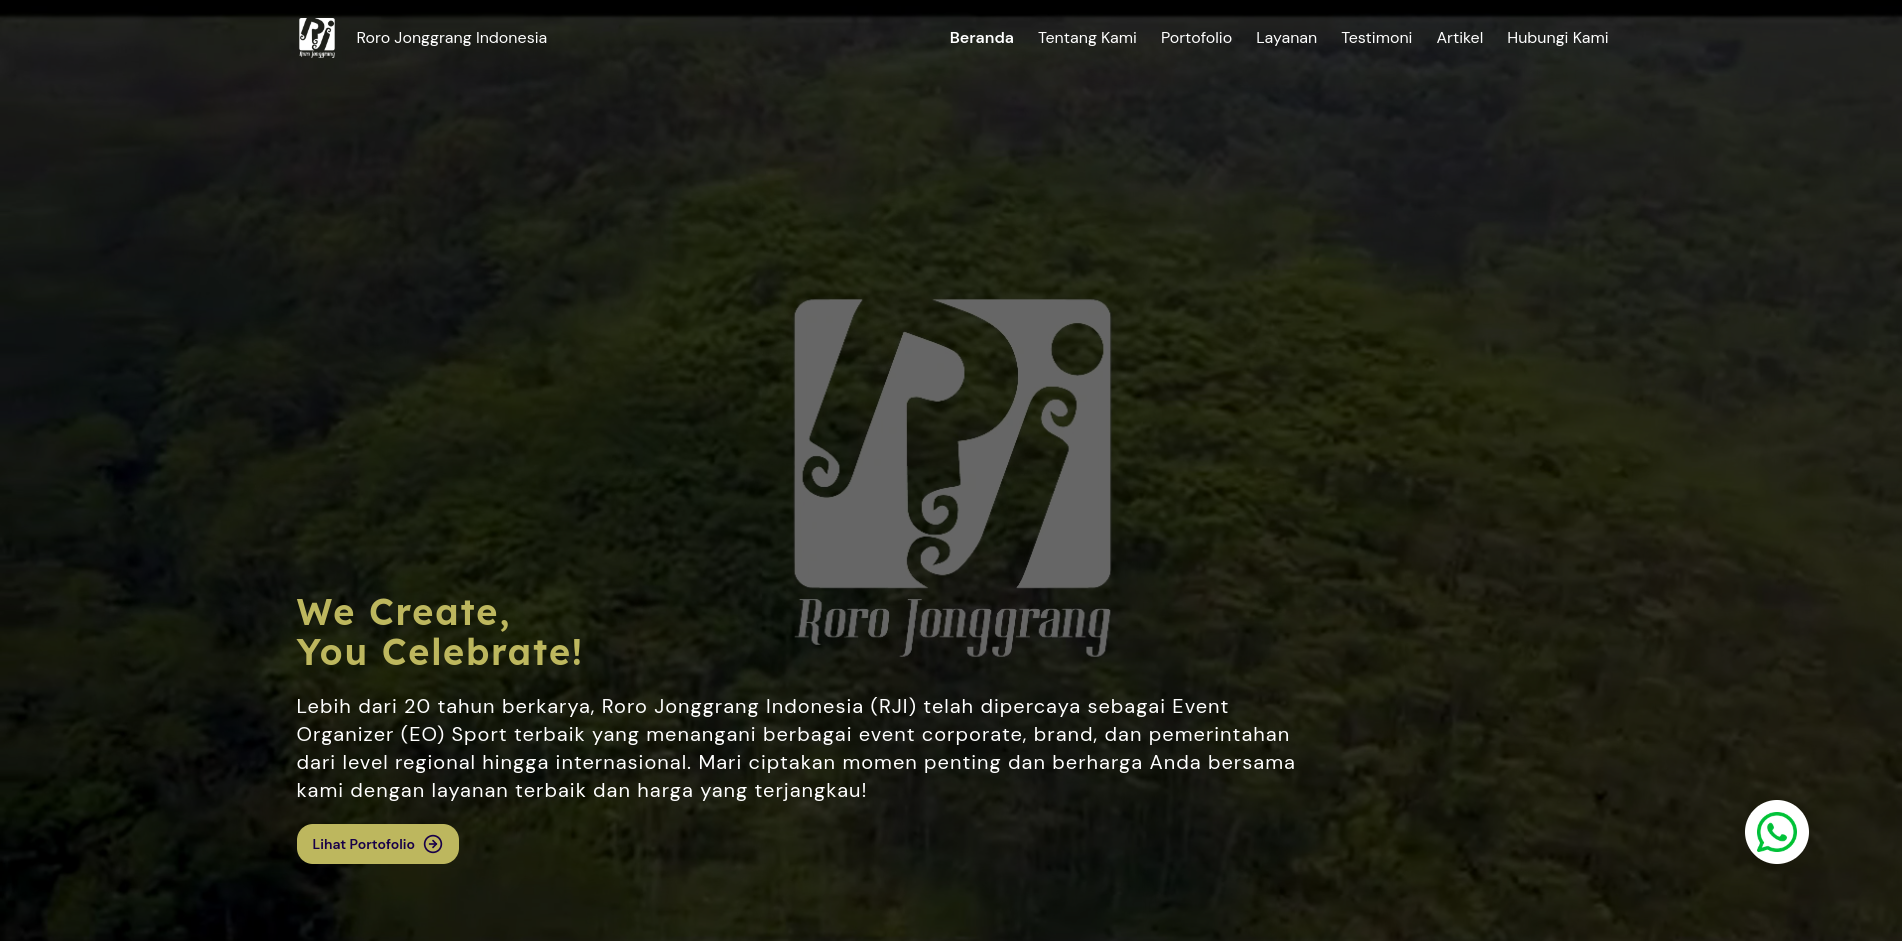 Roro Jonggrang
Roro Jonggrang Indonesia
Beranda
Tentang Kami
Portofolio
Layanan
Testimoni
Artikel
Hubungi Kami
Roro Jonggrang
We Create,
You Celebrate!
Lebih dari 20 tahun berkarya, Roro Jonggrang Indonesia (RJI) telah dipercaya sebagai Event
Organizer (EO) Sport terbaik yang menangani berbagai event corporate, brand, dan pemerintahan
dari level regional hingga internasional. Mari ciptakan momen penting dan berharga Anda bersama
kami dengan layanan terbaik dan harga yang terjangkau!
Lihat Portofolio